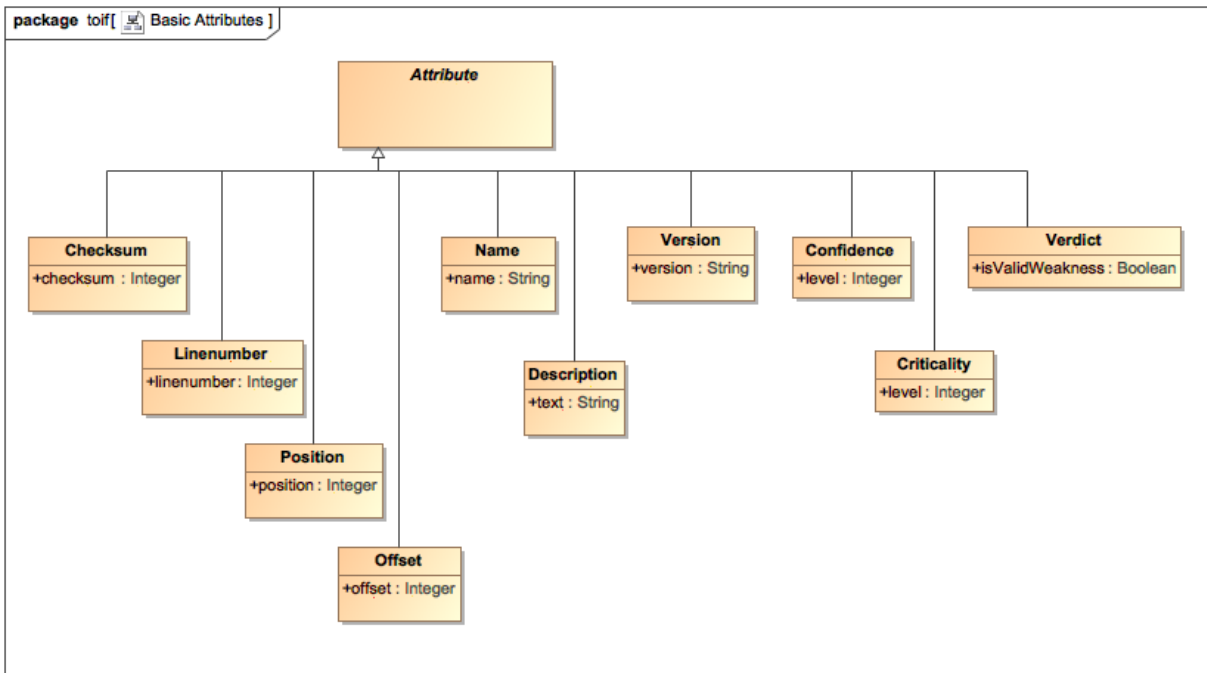 package toif[ Basic Attributes ]
Attribute
Checksum
+checksum : Integer
Linenumber
+linenumber : Integer
Position
+position : Integer
Offset
+offset : Integer
Name
+name : String
Description
+text : String
Version
+version : String
Confidence
+level : Integer
Criticality
+level : Integer
Verdict
+isValidWeakness : Boolean